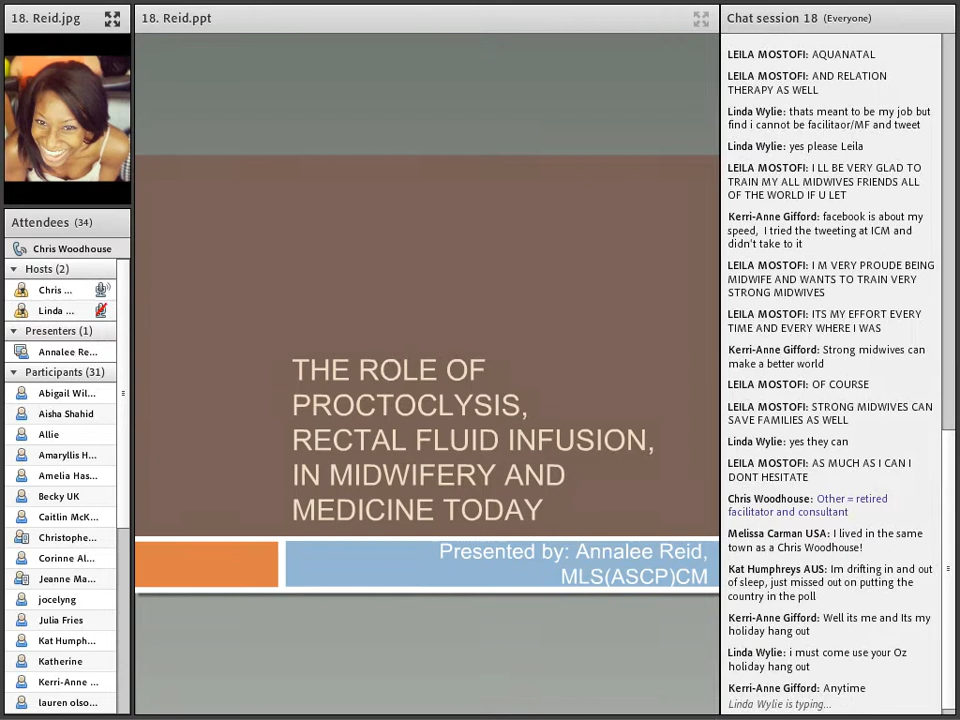 18. Reid.jpg
Attendees (34)
Chris Woodhouse
Hosts (2)
Chris ...
Linda ...
Presenters (1)
Annalee Re...
Participants (31)
Abigail Wil...
Aisha Shahid
Allie
Amaryllis H...
Amelia Has...
Becky UK
Caitlin McK...
Christophe...
Corinne Al...
Jeanne Ma...
jocelyng
Julia Fries
Kat Humph...
Katherine
Kerri-Anne ...
lauren olso...
18. Reid.ppt
THE ROLE OF
PROCTOCLYSIS,
RECTAL FLUID INFUSION,
IN MIDWIFERY AND
MEDICINE TODAY
Presented by: Annalee Reid,
MLS(ASCP)CM
Chat session 18 (Everyone)
LEILA MOSTOFI: AQUANATAL
LEILA MOSTOFI: AND RELATION
THERAPY AS WELL
Linda Wylie: thats meant to be my job but
find i cannot be facilitaor/MF and tweet
Linda Wylie: yes please Leila
LEILA MOSTOFI: I LL BE VERY GLAD TO
TRAIN MY ALL MIDWIVES FRIENDS ALL
OF THE WORLD IF U LET
Kerri-Anne Gifford: facebook is about my
speed, I tried the tweeting at ICM and
didn't take to it
LEILA MOSTOFI: I M VERY PROUDE BEING
MIDWIFE AND WANTS TO TRAIN VERY
STRONG MIDWIVES
LEILA MOSTOFI: ITS MY EFFORT EVERY
TIME AND EVERY WHERE I WAS
Kerri-Anne Gifford: Strong midwives can
make a better world
LEILA MOSTOFI: OF COURSE
LEILA MOSTOFI: STRONG MIDWIVES CAN
SAVE FAMILIES AS WELL
Linda Wylie: yes they can
LEILA MOSTOFI: AS MUCH AS I CAN I
DONT HESITATE
Chris Woodhouse: Other = retired
facilitator and consultant
Melissa Carman USA: I lived in the same
town as a Chris Woodhouse!
Kat Humphreys AUS: Im drifting in and out
of sleep, just missed out on putting the
country in the poll
Kerri-Anne Gifford: Well its me and Its my
holiday hang out
Linda Wylie: i must come use your Oz
holiday hang out
Kerri-Anne Gifford: Anytime
Linda Wylie is typing...